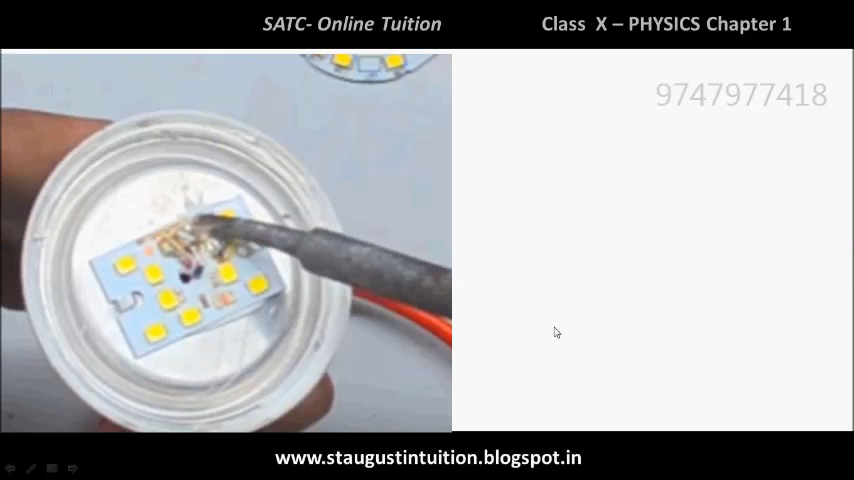 SATC- Online Tuition
Class X – PHYSICS Chapter 1
9747977418
www.staugustintuition.blogspot.in